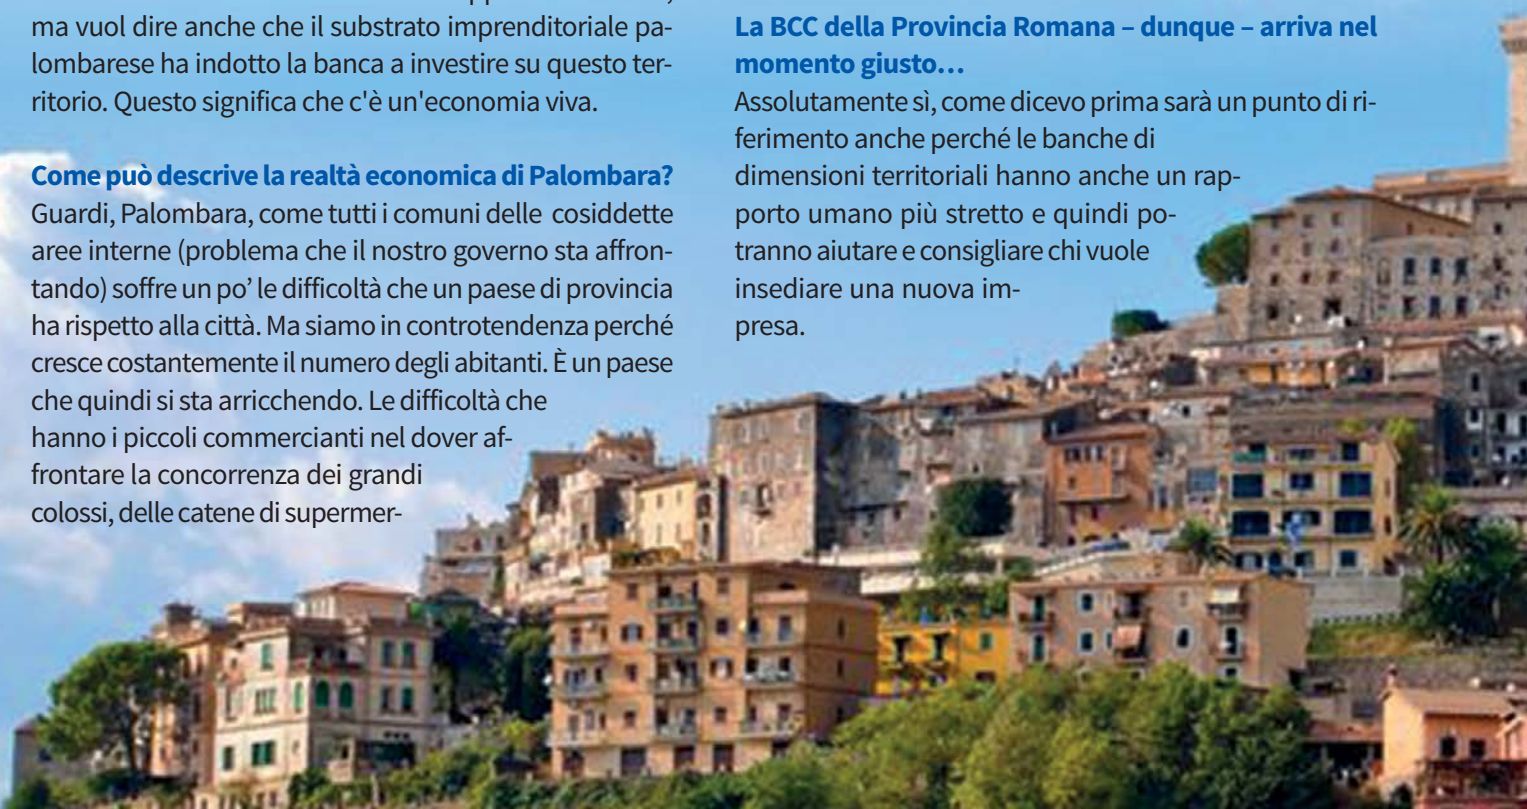 ma vuol dire anche che il substrato imprenditoriale pa-
lombarese ha indotto la banca a investire su questo ter-
ritorio. Questo significa che c'è un'economia viva.
Come può descrive la realtà economica di Palombara?
Guardi, Palombara, come tutti i comuni delle cosiddette
aree interne (problema che il nostro governo sta affron-
tando) soffre un po’ le difficoltà che un paese di provincia
ha rispetto alla città. Ma siamo in controtendenza perché
cresce costantemente il numero degli abitanti. È un paese
che quindi si sta arricchendo. Le difficoltà che
hanno i piccoli commercianti nel dover af-
frontare la concorrenza dei grandi
colossi, delle catene di supermer-
La BCC della Provincia Romana – dunque – arriva nel
momento giusto…
Assolutamente sì, come dicevo prima sarà un punto di ri-
ferimento anche perché le banche di
dimensioni territoriali hanno anche un rap-
porto umano più stretto e quindi po-
tranno aiutare e consigliare chi vuole
insediare una nuova im-
presa.